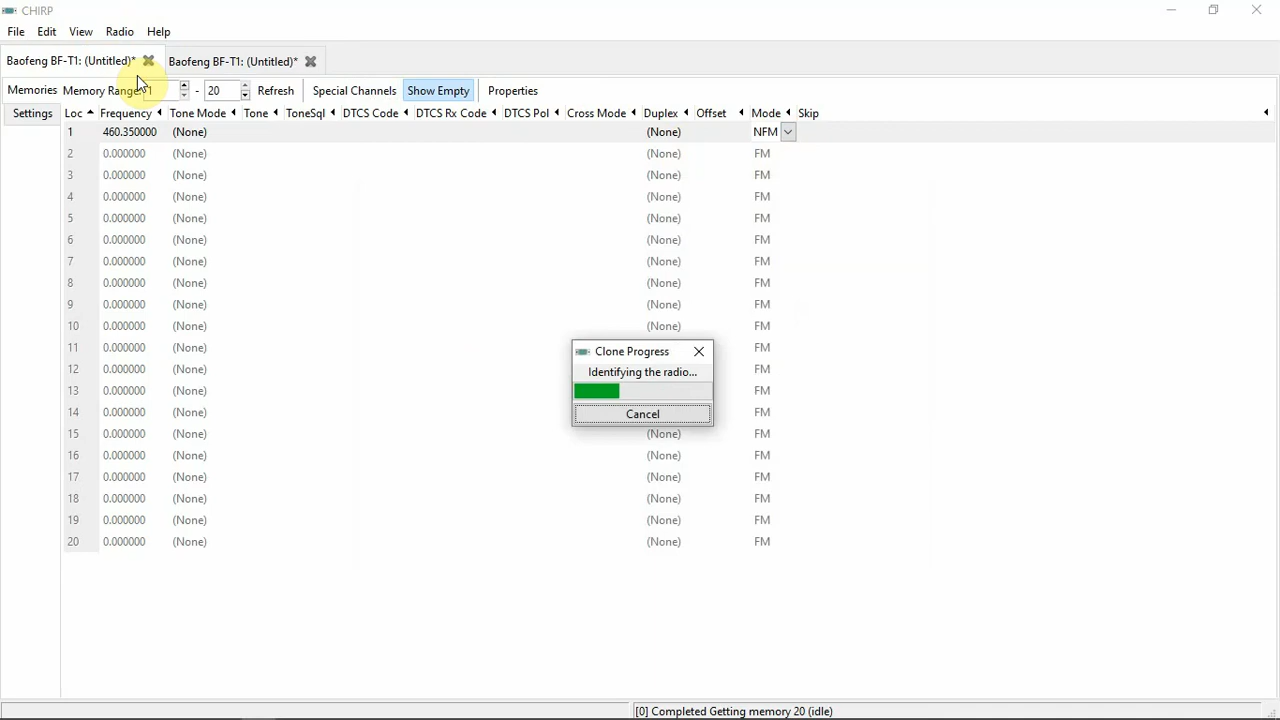 CHIRP
File Edit View Radio Help
Baofeng BF-T1: (Untitled)* Baofeng BF-T1: (Untitled)*
Memories Memory Range: 1 - 20 Refresh Special Channels Show Empty Properties
Settings Loc Frequency Tone Mode Tone ToneSql DTCS Code DTCS Rx Code DTCS Pol Cross Mode Duplex Offset Mode Skip
1 460.350000 (None) (None) NFM
2 0.000000 (None) (None) FM
3 0.000000 (None) (None) FM
4 0.000000 (None) (None) FM
5 0.000000 (None) (None) FM
6 0.000000 (None) (None) FM
7 0.000000 (None) (None) FM
8 0.000000 (None) (None) FM
9 0.000000 (None) (None) FM
10 0.000000 (None) (None) FM
11 0.000000 (None) FM
12 0.000000 (None) FM
13 0.000000 (None) FM
14 0.000000 (None) FM
15 0.000000 (None) (None) FM
16 0.000000 (None) (None) FM
17 0.000000 (None) (None) FM
18 0.000000 (None) (None) FM
19 0.000000 (None) (None) FM
20 0.000000 (None) (None) FM
Clone Progress
Identifying the radio...
Cancel
[0] Completed Getting memory 20 (idle)